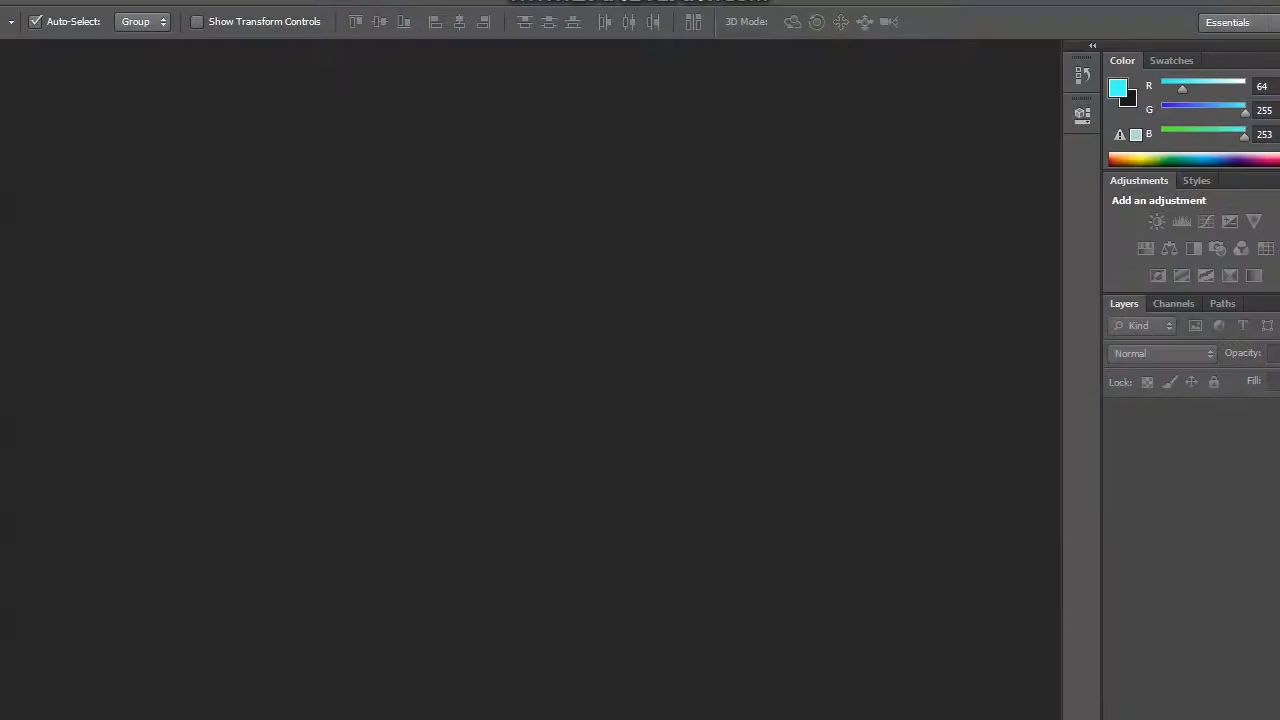 Auto-Select: Group Show Transform Controls 3D Mode: Essentials
Color Swatches
R 64
G 255
B 253
Adjustments Styles
Add an adjustment
Layers Channels Paths
Kind
Normal Opacity:
Lock: Fill: